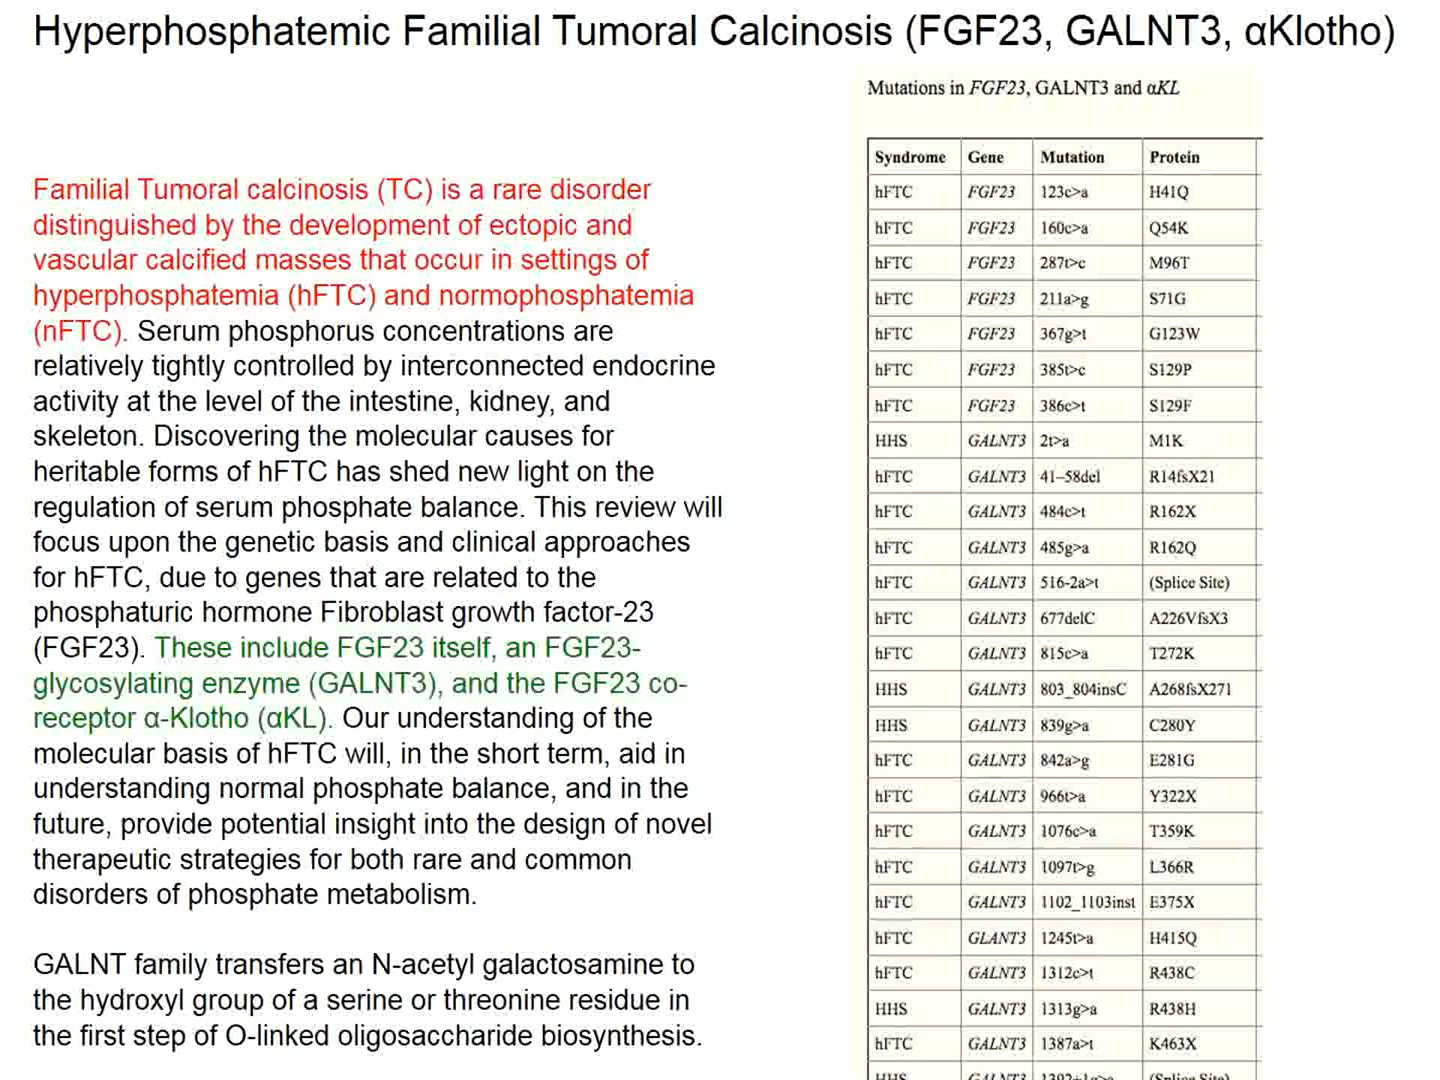 Hyperphosphatemic Familial Tumoral Calcinosis (FGF23, GALNT3, αKlotho)
Familial Tumoral calcinosis (TC) is a rare disorder
distinguished by the development of ectopic and
vascular calcified masses that occur in settings of
hyperphosphatemia (hFTC) and normophosphatemia
(nFTC). Serum phosphorus concentrations are
relatively tightly controlled by interconnected endocrine
activity at the level of the intestine, kidney, and
skeleton. Discovering the molecular causes for
heritable forms of hFTC has shed new light on the
regulation of serum phosphate balance. This review will
focus upon the genetic basis and clinical approaches
for hFTC, due to genes that are related to the
phosphaturic hormone Fibroblast growth factor-23
(FGF23). These include FGF23 itself, an FGF23-
glycosylating enzyme (GALNT3), and the FGF23 co-
receptor α-Klotho (αKL). Our understanding of the
molecular basis of hFTC will, in the short term, aid in
understanding normal phosphate balance, and in the
future, provide potential insight into the design of novel
therapeutic strategies for both rare and common
disorders of phosphate metabolism.
GALNT family transfers an N-acetyl galactosamine to
the hydroxyl group of a serine or threonine residue in
the first step of O-linked oligosaccharide biosynthesis.
Mutations in FGF23, GALNT3 and αKL
Syndrome Gene Mutation Protein
hFTC FGF23 123c>a H41Q
hFTC FGF23 160c>a Q54K
hFTC FGF23 287t>c M96T
hFTC FGF23 211a>g S71G
hFTC FGF23 367g>t G123W
hFTC FGF23 385t>c S129P
hFTC FGF23 386c>t S129F
HHS GALNT3 2t>a M1K
hFTC GALNT3 41–58del R14fsX21
hFTC GALNT3 484c>t R162X
hFTC GALNT3 485g>a R162Q
hFTC GALNT3 516-2a>t (Splice Site)
hFTC GALNT3 677delC A226VfsX3
hFTC GALNT3 815c>a T272K
HHS GALNT3 803_804insC A268fsX271
HHS GALNT3 839g>a C280Y
hFTC GALNT3 842a>g E281G
hFTC GALNT3 966t>a Y322X
hFTC GALNT3 1076c>a T359K
hFTC GALNT3 1097t>g L366R
hFTC GALNT3 1102_1103inst E375X
hFTC GLANT3 1245t>a H415Q
hFTC GALNT3 1312c>t R438C
HHS GALNT3 1313g>a R438H
hFTC GALNT3 1387a>t K463X
HHS GALNT3 1392+1g>a (Splice Site)